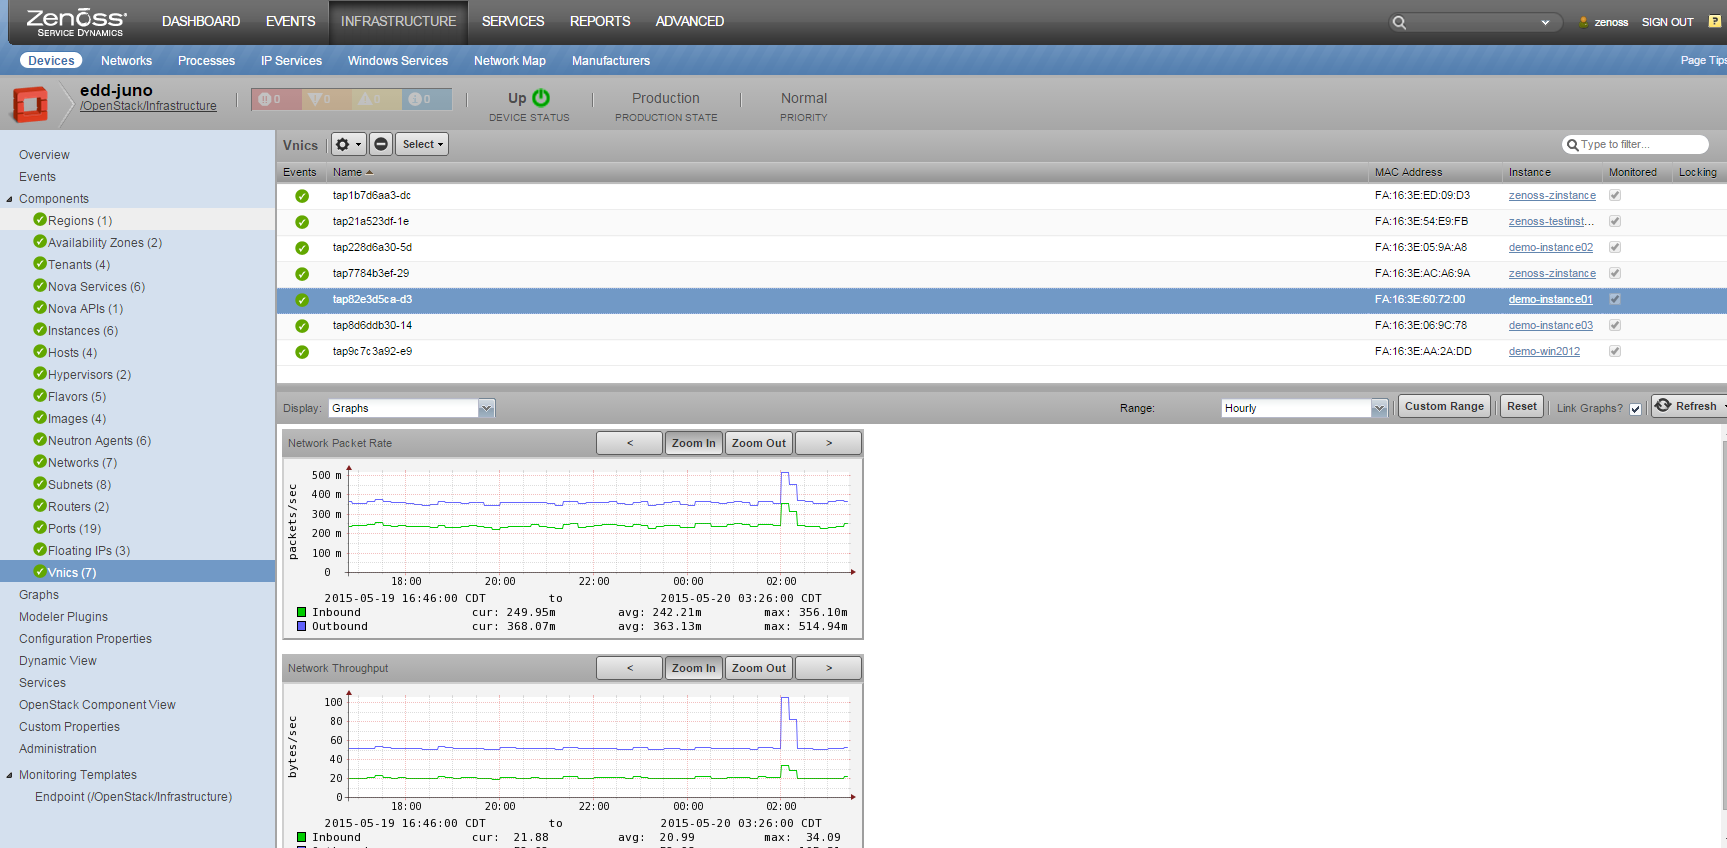 Zenoss
SERVICE DYNAMICS
DASHBOARD EVENTS INFRASTRUCTURE SERVICES REPORTS ADVANCED
zenoss SIGN OUT ?
Devices Networks Processes IP Services Windows Services Network Map Manufacturers Page Tips
edd-juno
/OpenStack/Infrastructure
0 0 0 0
Up
DEVICE STATUS
Production
PRODUCTION STATE
Normal
PRIORITY
Overview
Events
Components
Regions (1)
Availability Zones (2)
Tenants (4)
Nova Services (6)
Nova APIs (1)
Instances (6)
Hosts (4)
Hypervisors (2)
Flavors (5)
Images (4)
Neutron Agents (6)
Networks (7)
Subnets (8)
Routers (2)
Ports (19)
Floating IPs (3)
Vnics (7)
Graphs
Modeler Plugins
Configuration Properties
Dynamic View
Services
OpenStack Component View
Custom Properties
Administration
Monitoring Templates
Endpoint (/OpenStack/Infrastructure)
Vnics Select Type to filter...
Events Name MAC Address Instance Monitored Locking
tap1b7d6aa3-dc FA:16:3E:ED:09:D3 zenoss-zinstance
tap21a523df-1e FA:16:3E:54:E9:FB zenoss-testinst...
tap228d6a30-5d FA:16:3E:05:9A:A8 demo-instance02
tap7784b3ef-29 FA:16:3E:AC:A6:9A zenoss-zinstance
tap82e3d5ca-d3 FA:16:3E:60:72:00 demo-instance01
tap8d6ddb30-14 FA:16:3E:06:9C:78 demo-instance03
tap9c7c3a92-e9 FA:16:3E:AA:2A:DD demo-win2012
Display: Graphs Range: Hourly Custom Range Reset Link Graphs? Refresh
Network Packet Rate < Zoom In Zoom Out >
packets/sec
500 m
400 m
300 m
200 m
100 m
0
18:00 20:00 22:00 00:00 02:00
2015-05-19 16:46:00 CDT to 2015-05-20 03:26:00 CDT
Inbound cur: 249.95m avg: 242.21m max: 356.10m
Outbound cur: 368.07m avg: 363.13m max: 514.94m
Network Throughput < Zoom In Zoom Out >
bytes/sec
100
80
60
40
20
0
18:00 20:00 22:00 00:00 02:00
2015-05-19 16:46:00 CDT to 2015-05-20 03:26:00 CDT
Inbound cur: 21.88 avg: 20.99 max: 34.09